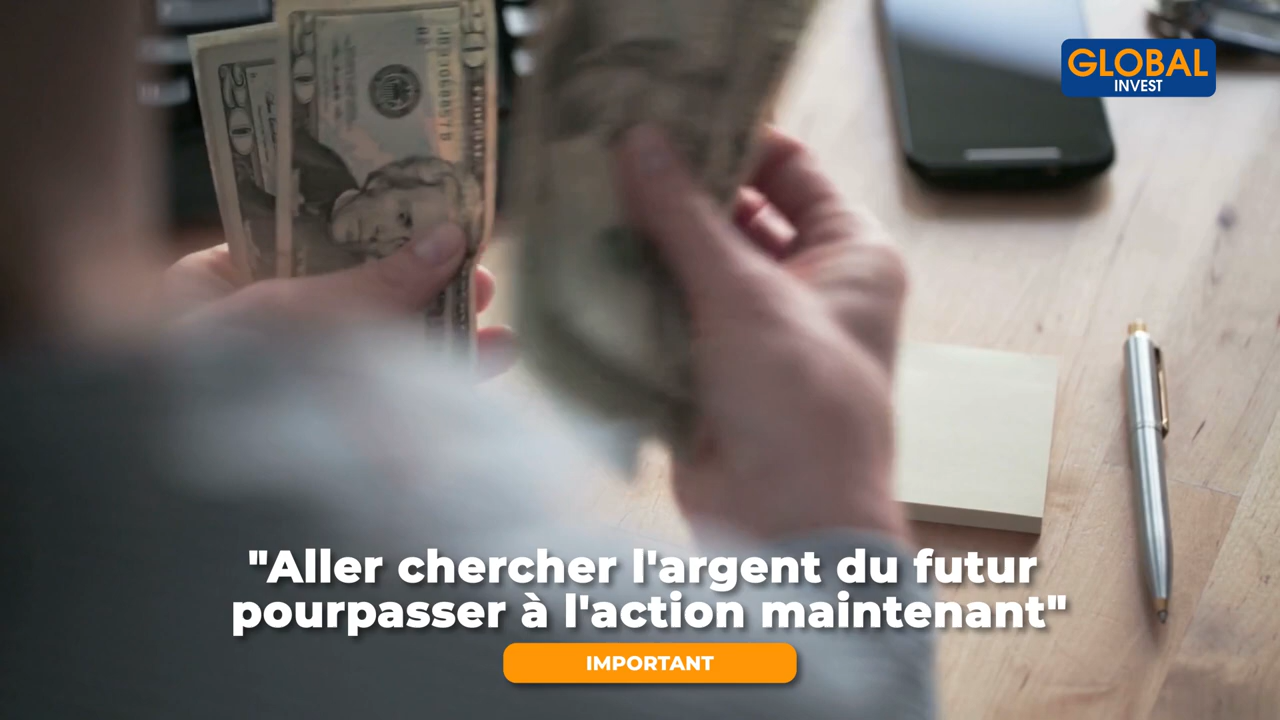 GLOBAL
INVEST
"Aller chercher l'argent du futur
pourpasser à l'action maintenant"
IMPORTANT